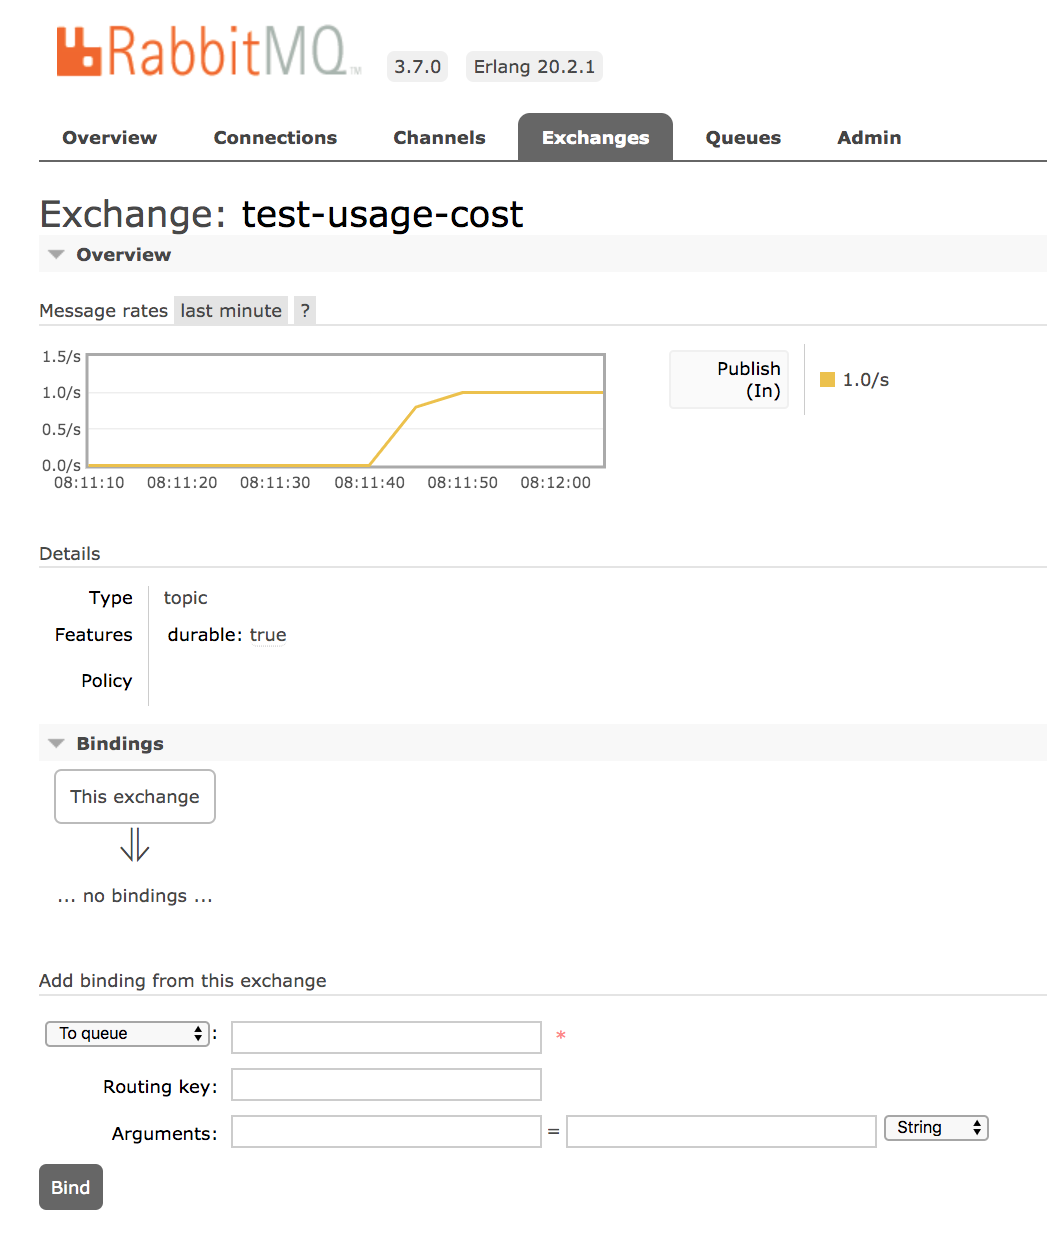 RabbitMQ™ 3.7.0 Erlang 20.2.1
Overview Connections Channels Exchanges Queues Admin
Exchange: test-usage-cost
Overview
Message rates last minute ?
1.5/s
1.0/s
0.5/s
0.0/s
08:11:10 08:11:20 08:11:30 08:11:40 08:11:50 08:12:00
Publish
(In)
1.0/s
Details
Type topic
Features durable: true
Policy
Bindings
This exchange
⇓
... no bindings ...
Add binding from this exchange
To queue : *
Routing key:
Arguments: = String
Bind